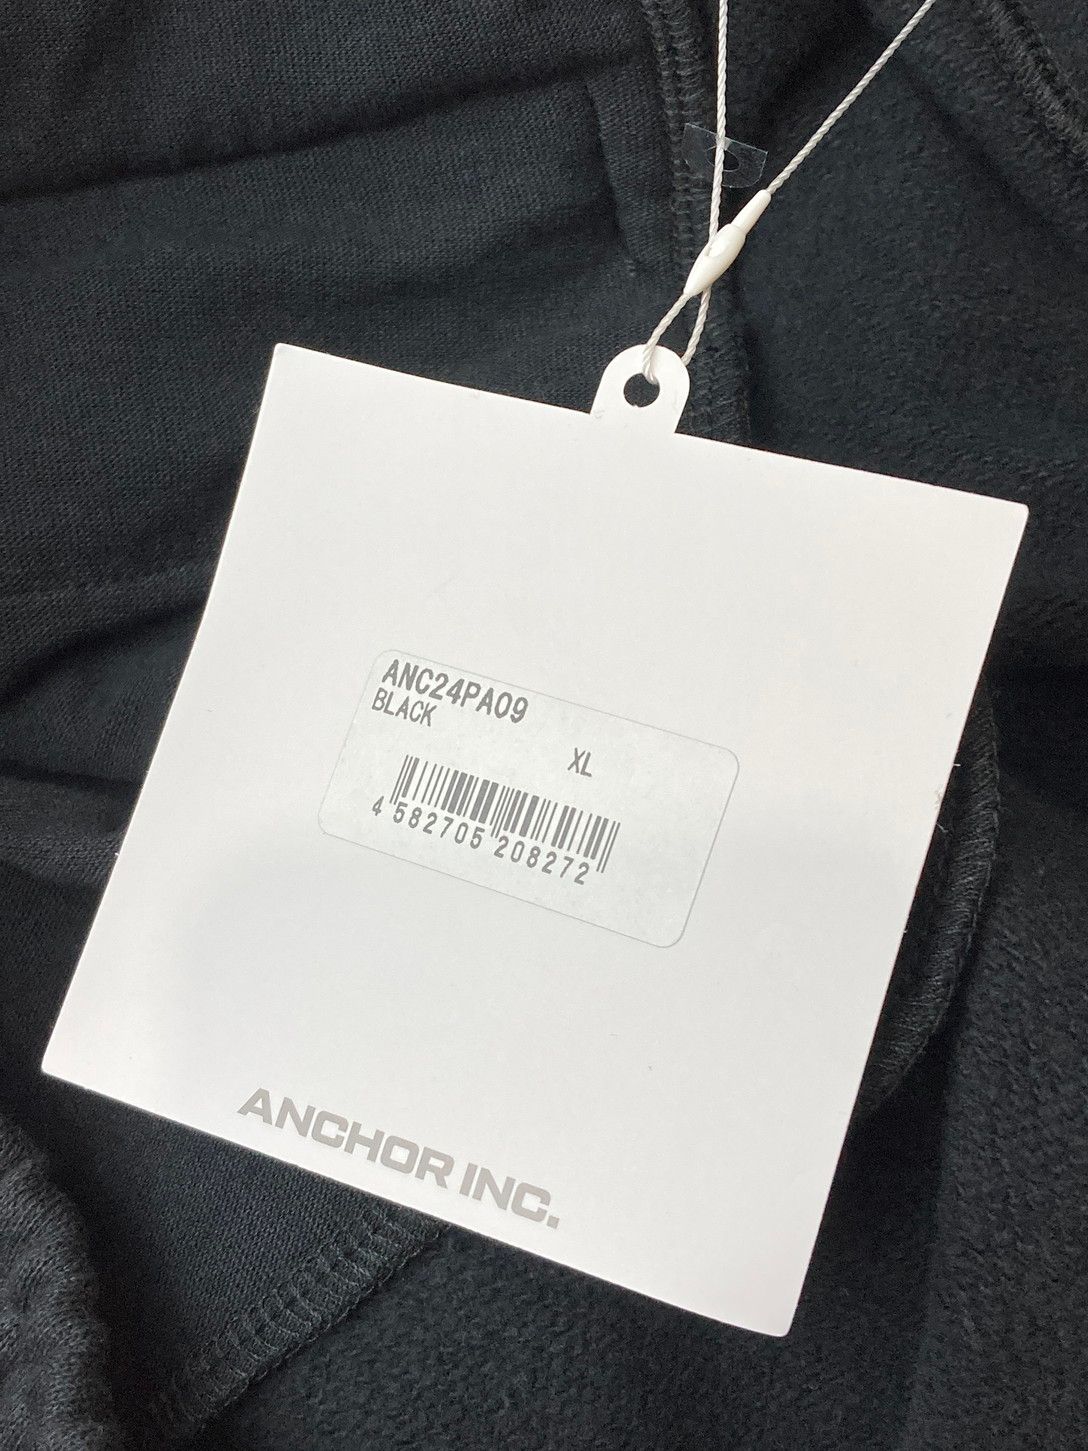 ANC24PA09
BLACK
XL
4 582705 208272
ANCHOR INC.